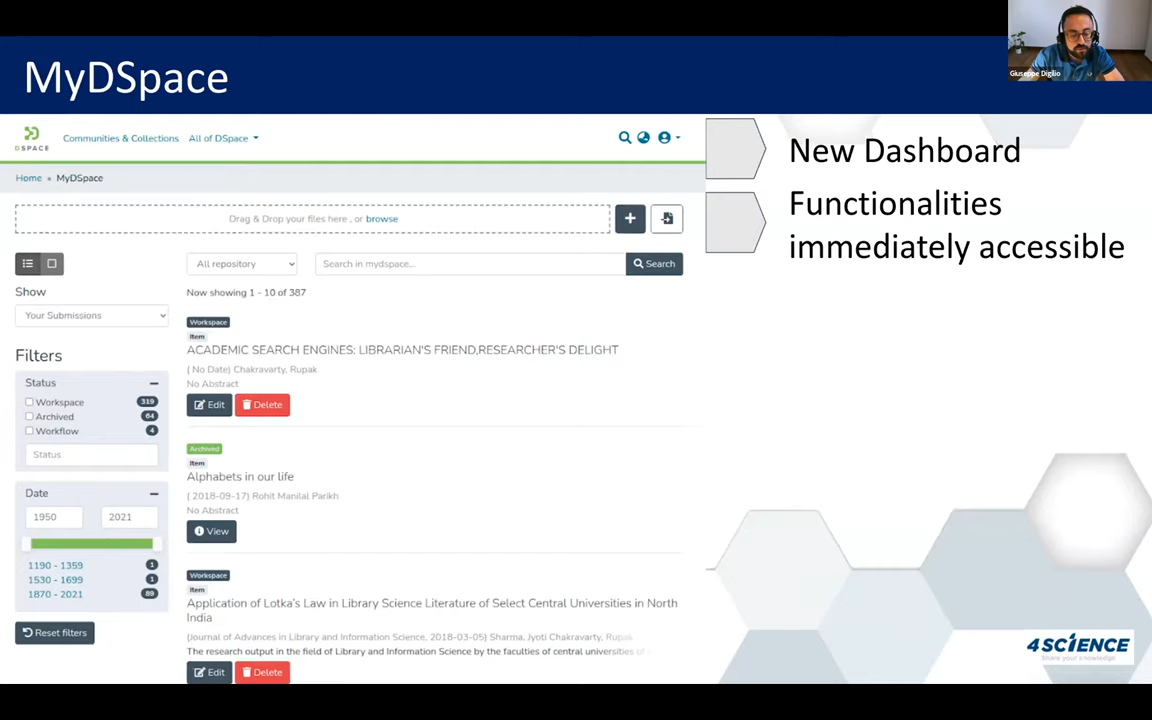 Giuseppe Digilio
MyDSpace
DSPACE
Communities & Collections
All of DSpace
Home » MyDSpace
Drag & Drop your files here , or browse
All repository
Search in mydspace...
Search
Show
Your Submissions
Now showing 1 - 10 of 387
Filters
Status
Workspace 319
Archived 64
Workflow 4
Status
Date
1950
2021
1190 - 1359 1
1530 - 1699 1
1870 - 2021 89
Reset filters
Workspace
Item
ACADEMIC SEARCH ENGINES: LIBRARIAN'S FRIEND,RESEARCHER'S DELIGHT
( No Date) Chakravarty, Rupak
No Abstract
Edit
Delete
Archived
Item
Alphabets in our life
( 2018-09-17) Rohit Manilal Parikh
No Abstract
View
Workspace
Item
Application of Lotka's Law in Library Science Literature of Select Central Universities in North
India
(Journal of Advances in Library and Information Science, 2018-03-05) Sharma, Jyoti Chakravarty, Rupak
The research output in the field of Library and Information Science by the faculties of central universities of
Edit
Delete
New Dashboard
Functionalities
immediately accessible
4SCIENCE
Share your knowledge